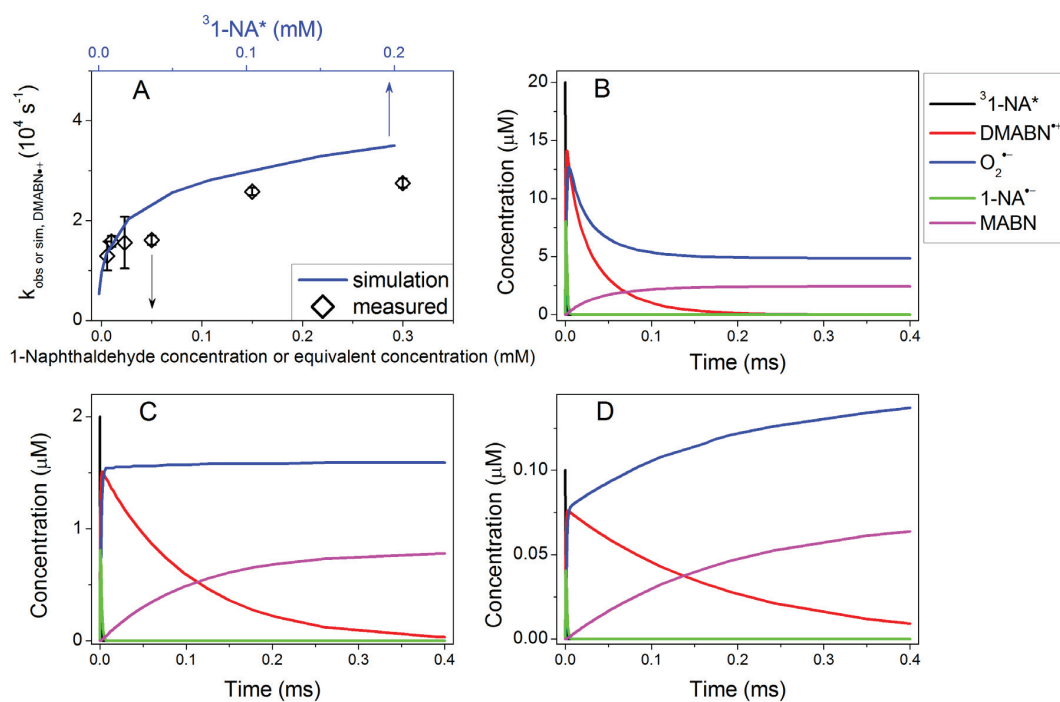 ³1-NA* (mM)
0.0 0.1 0.2
A
k_obs or sim, DMABN•+ (10⁴ s⁻¹)
4
2
0
simulation
measured
0.0 0.1 0.2 0.3
1-Naphthaldehyde concentration or equivalent concentration (mM)
B
Concentration (μM)
20
15
10
5
0
0.0 0.1 0.2 0.3 0.4
Time (ms)
³1-NA*
DMABN•+
O₂•−
1-NA•−
MABN
C
Concentration (μM)
2
1
0
0.0 0.1 0.2 0.3 0.4
Time (ms)
D
Concentration (μM)
0.10
0.05
0.00
0.0 0.1 0.2 0.3 0.4
Time (ms)